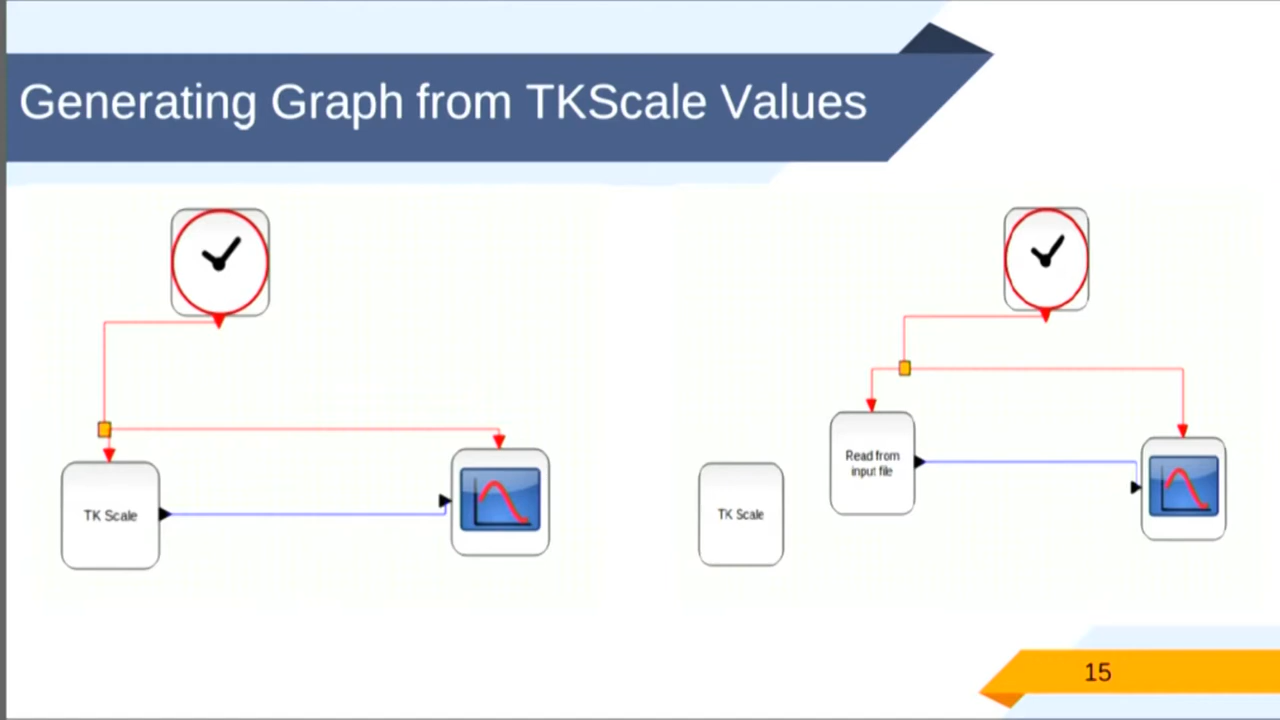 Generating Graph from TKScale Values
TK Scale
Read from
input file
TK Scale
15